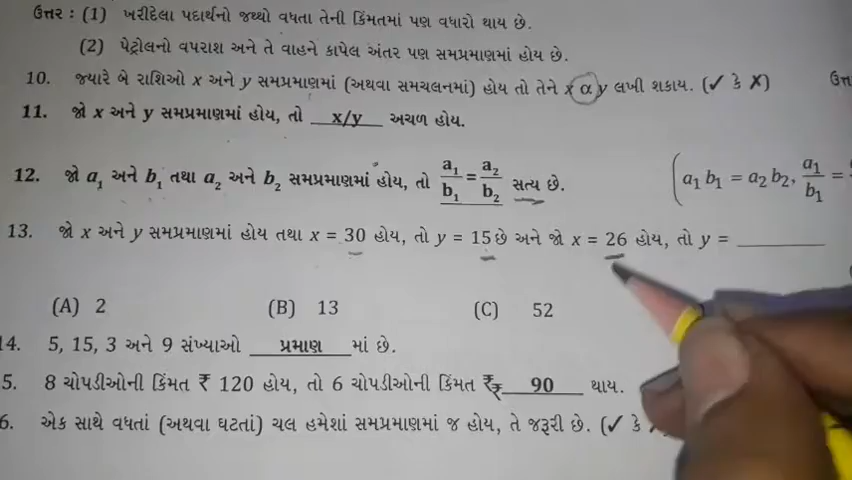 ઉત્તર : (1) ખરીદેલા પદાર્થનો જથ્થો વધતા તેની કિંમતમાં પણ વધારો થાય છે.
(2) પેટ્રોલનો વપરાશ અને તે વાહને કાપેલ અંતર પણ સમપ્રમાણમાં હોય છે.
10. જ્યારે બે રાશિઓ x અને y સમપ્રમાણમાં (અથવા સમચલનમાં) હોય તો તેને x α y લખી શકાય. (✓ કે ✗)
11. જો x અને y સમપ્રમાણમાં હોય, તો x/y અચળ હોય.
12. જો a₁ અને b₁ તથા a₂ અને b₂ સમપ્રમાણમાં હોય, તો a₁/b₁ = a₂/b₂ સત્ય છે. (a₁ b₁ = a₂ b₂, a₁/b₁ =
13. જો x અને y સમપ્રમાણમાં હોય તથા x = 30 હોય, તો y = 15 છે અને જો x = 26 હોય, તો y = ________
(A) 2 (B) 13 (C) 52
14. 5, 15, 3 અને 9 સંખ્યાઓ પ્રમાણ માં છે.
5. 8 ચોપડીઓની કિંમત ₹ 120 હોય, તો 6 ચોપડીઓની કિંમત ₹ ₹ 90 થાય.
6. એક સાથે વધતાં (અથવા ઘટતાં) ચલ હમેશાં સમપ્રમાણમાં જ હોય, તે જરૂરી છે. (✓ કે